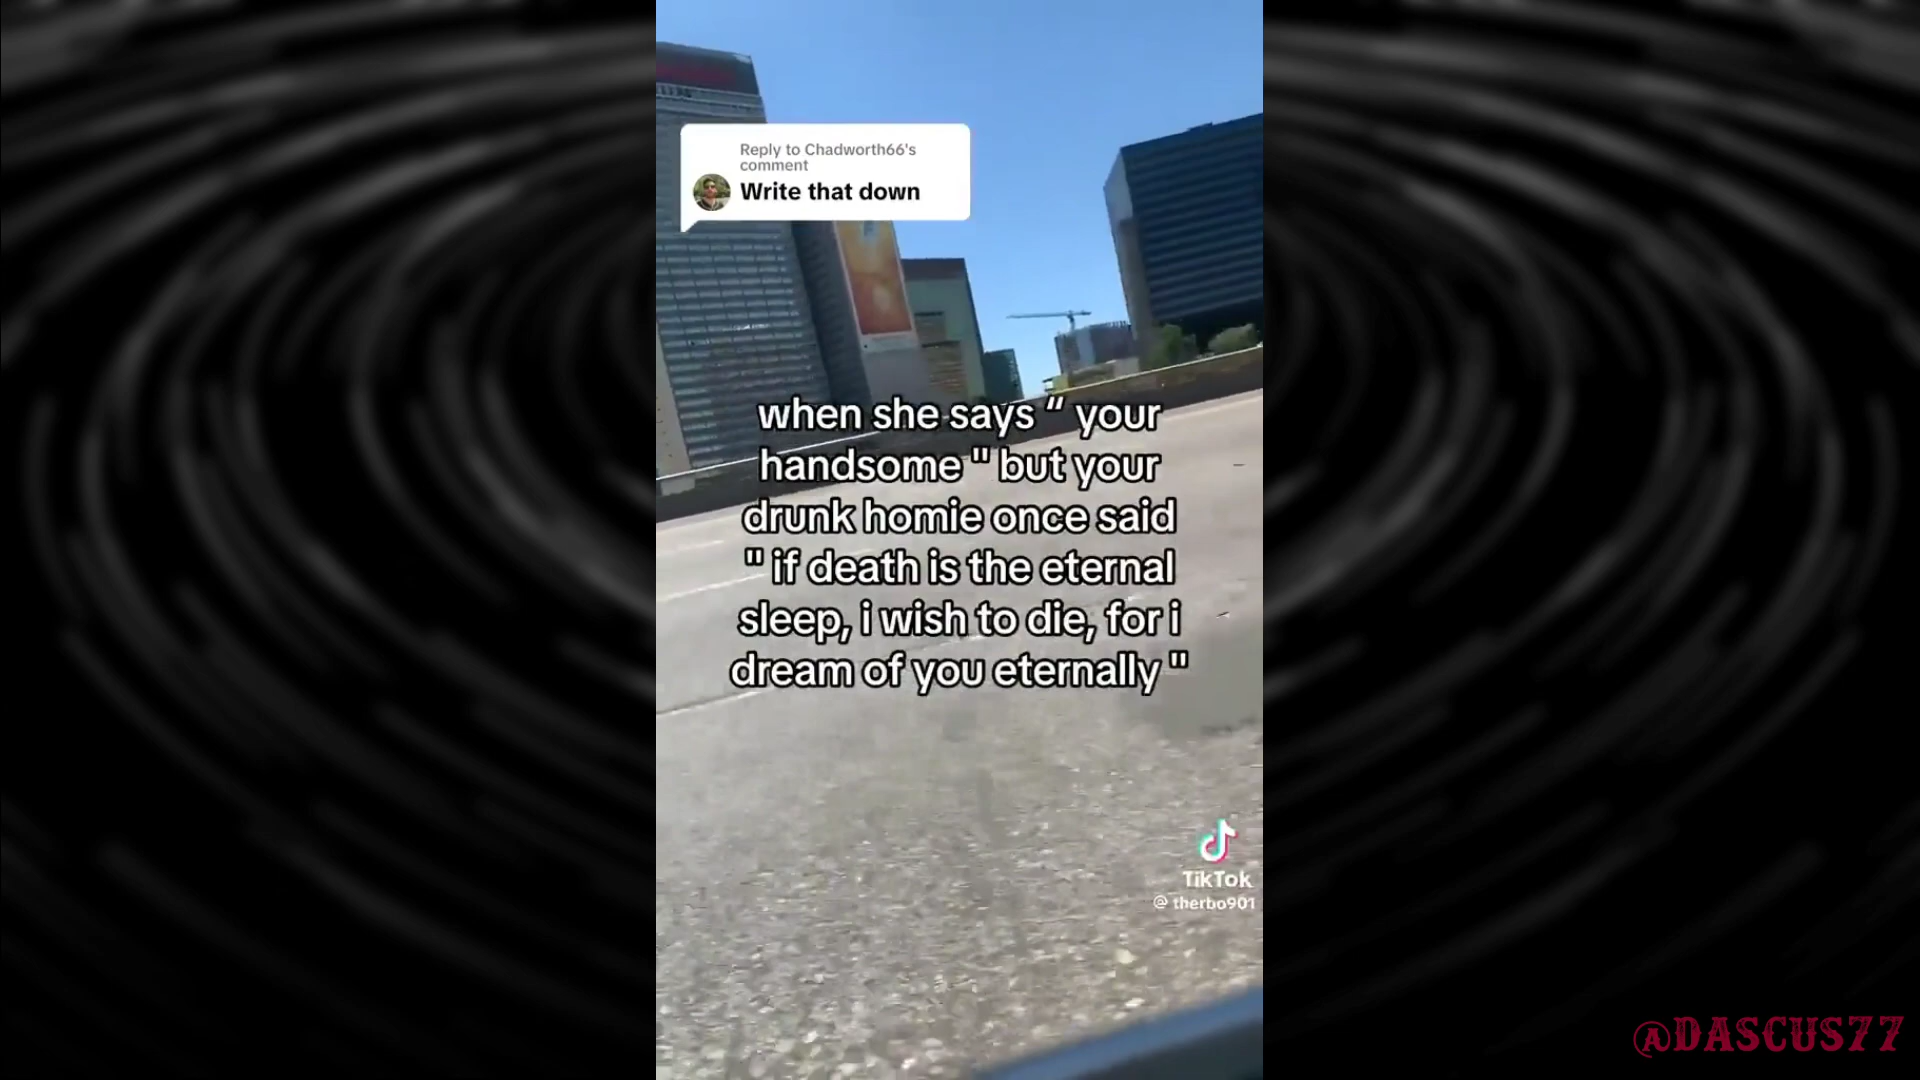 Reply to Chadworth66's
comment
Write that down
when she says “ your
handsome " but your
drunk homie once said
" if death is the eternal
sleep, i wish to die, for i
dream of you eternally "
TikTok
@ therbo901
@DASCUS77